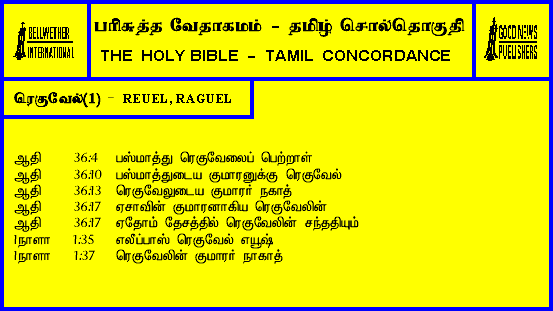 BELLWETHER
INTERNATIONAL
பரிசுத்த வேதாகமம் - தமிழ் சொல்தொகுதி
THE HOLY BIBLE - TAMIL CONCORDANCE
GOOD NEWS
PUBLISHERS
ரெகுவேல்(1) - REUEL,RAGUEL
ஆதி 36:4 பஸ்மாத்து ரெகுவேலைப் பெற்றாள்
ஆதி 36:10 பஸ்மாத்துடைய குமாரனுக்கு ரெகுவேல்
ஆதி 36:13 ரெகுவேலுடைய குமாரர் நகாத்
ஆதி 36:17 ஏசாவின் குமாரனாகிய ரெகுவேலின்
ஆதி 36:17 ஏதோம் தேசத்தில் ரெகுவேலின் சந்ததியும்
1நாளா 1:35 எலீப்பாஸ் ரெகுவேல் எயூஷ்
1நாளா 1:37 ரெகுவேலின் குமாரர் நாகாத்